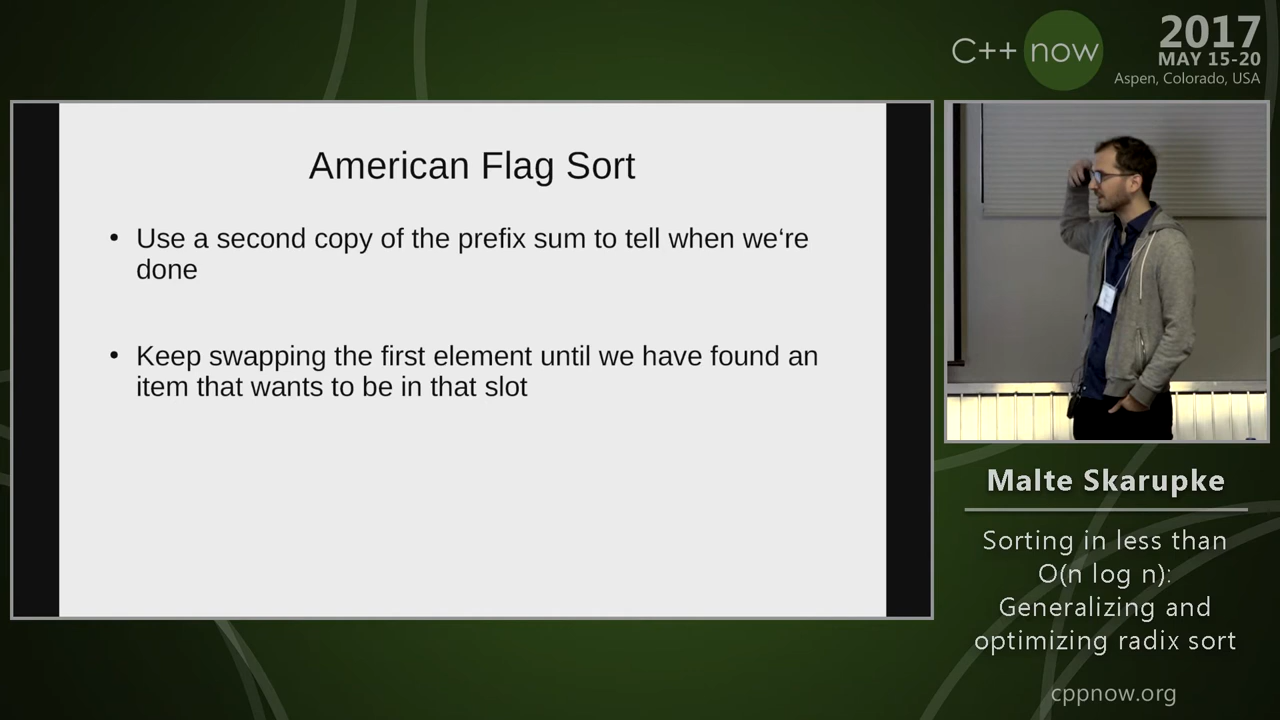 C++ now
2017
MAY 15-20
Aspen, Colorado, USA
American Flag Sort
• Use a second copy of the prefix sum to tell when we‘re
done
• Keep swapping the first element until we have found an
item that wants to be in that slot
Malte Skarupke
Sorting in less than
O(n log n):
Generalizing and
optimizing radix sort
cppnow.org